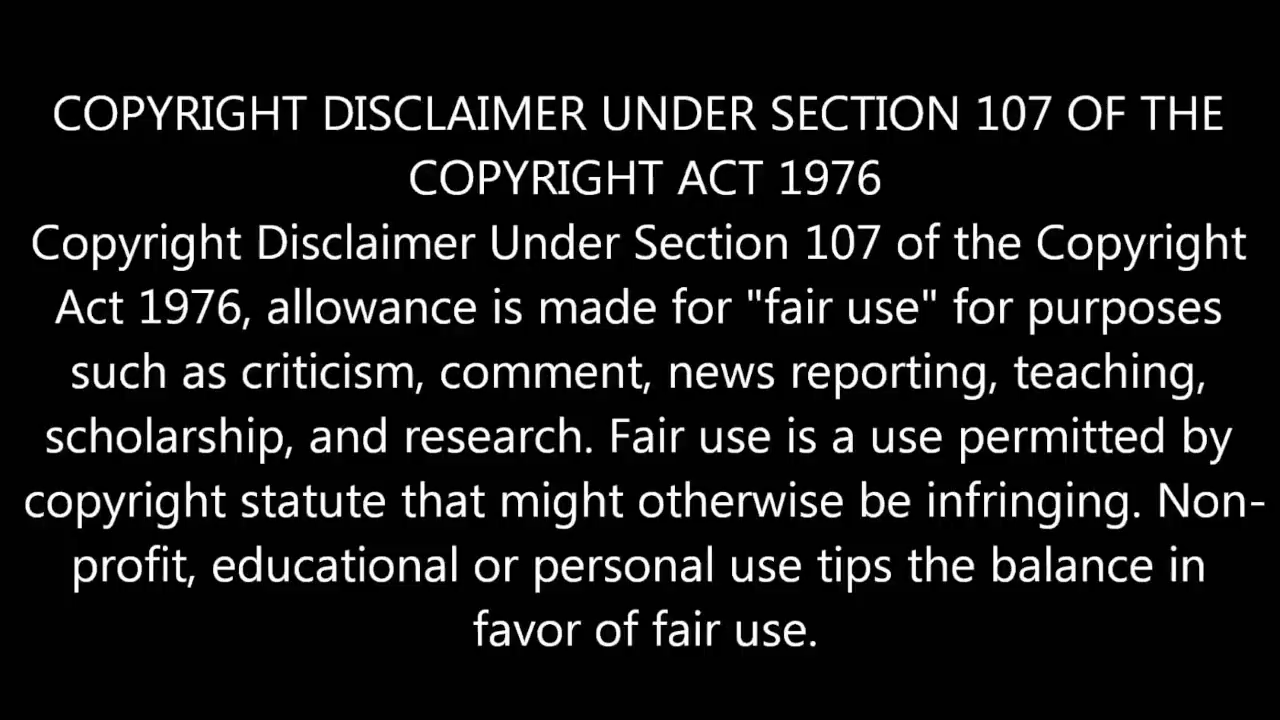 COPYRIGHT DISCLAIMER UNDER SECTION 107 OF THE
COPYRIGHT ACT 1976
Copyright Disclaimer Under Section 107 of the Copyright
Act 1976, allowance is made for "fair use" for purposes
such as criticism, comment, news reporting, teaching,
scholarship, and research. Fair use is a use permitted by
copyright statute that might otherwise be infringing. Non-
profit, educational or personal use tips the balance in
favor of fair use.